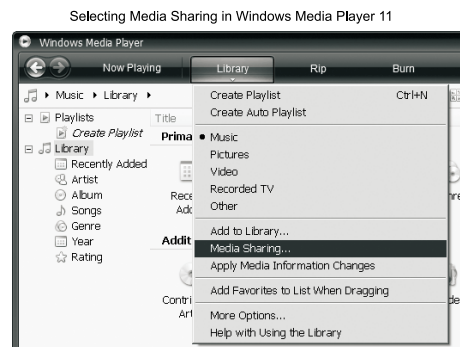 Selecting Media Sharing in Windows Media Player 11
Windows Media Player
Now Playing Library Rip Burn
Music Library
Create Playlist Ctrl+N
Create Auto Playlist
Music
Pictures
Video
Recorded TV
Other
Add to Library...
Media Sharing...
Apply Media Information Changes
Add Favorites to List When Dragging
More Options...
Help with Using the Library
Playlists
Create Playlist
Library
Recently Added
Artist
Album
Songs
Genre
Year
Rating
Title
Prima
Rece
Add
Addit
Contri
Art